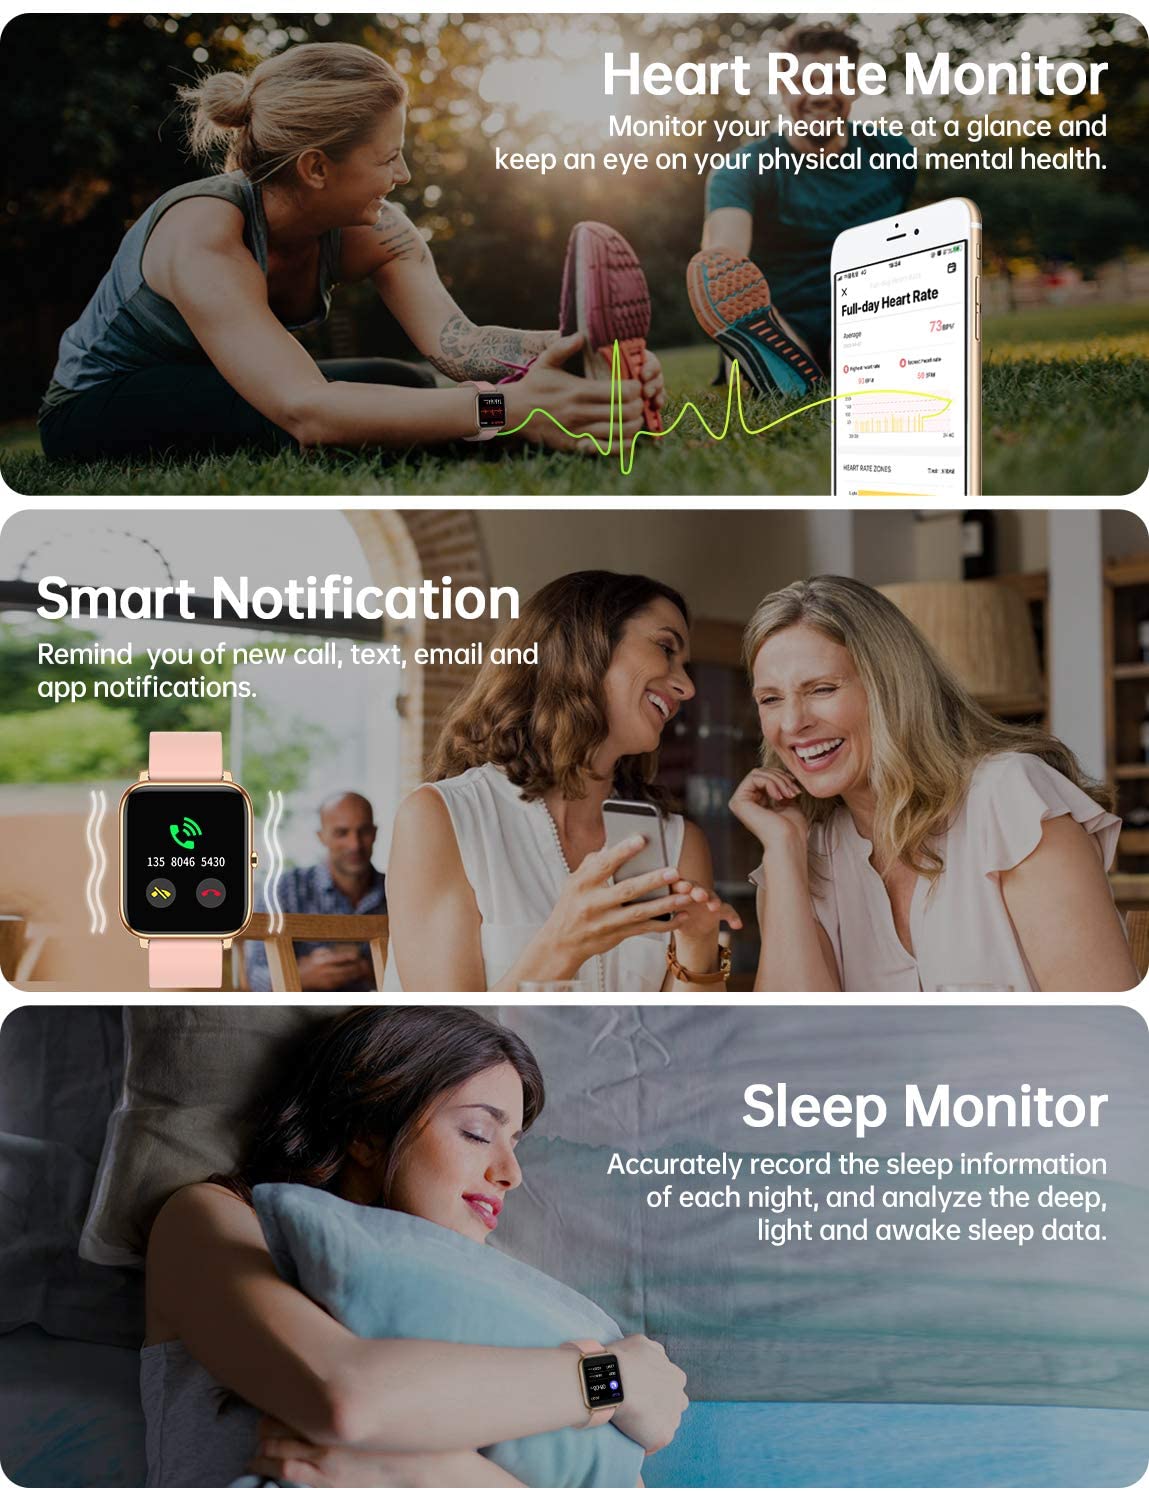 Heart Rate Monitor
Monitor your heart rate at a glance and
keep an eye on your physical and mental health.
Full-day Heart Rate
Average
73
HEART RATE ZONES
Smart Notification
Remind  you of new call, text, email and
app notifications.
135 8046 5430
Sleep Monitor
Accurately record the sleep information
of each night, and analyze the deep,
light and awake sleep data.